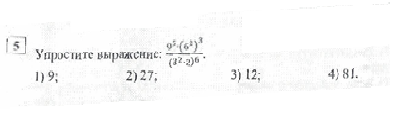 5 Упростите выражение: 9⁵·(6²)³ / (3²·2)⁶.
1) 9; 2) 27; 3) 12; 4) 81.